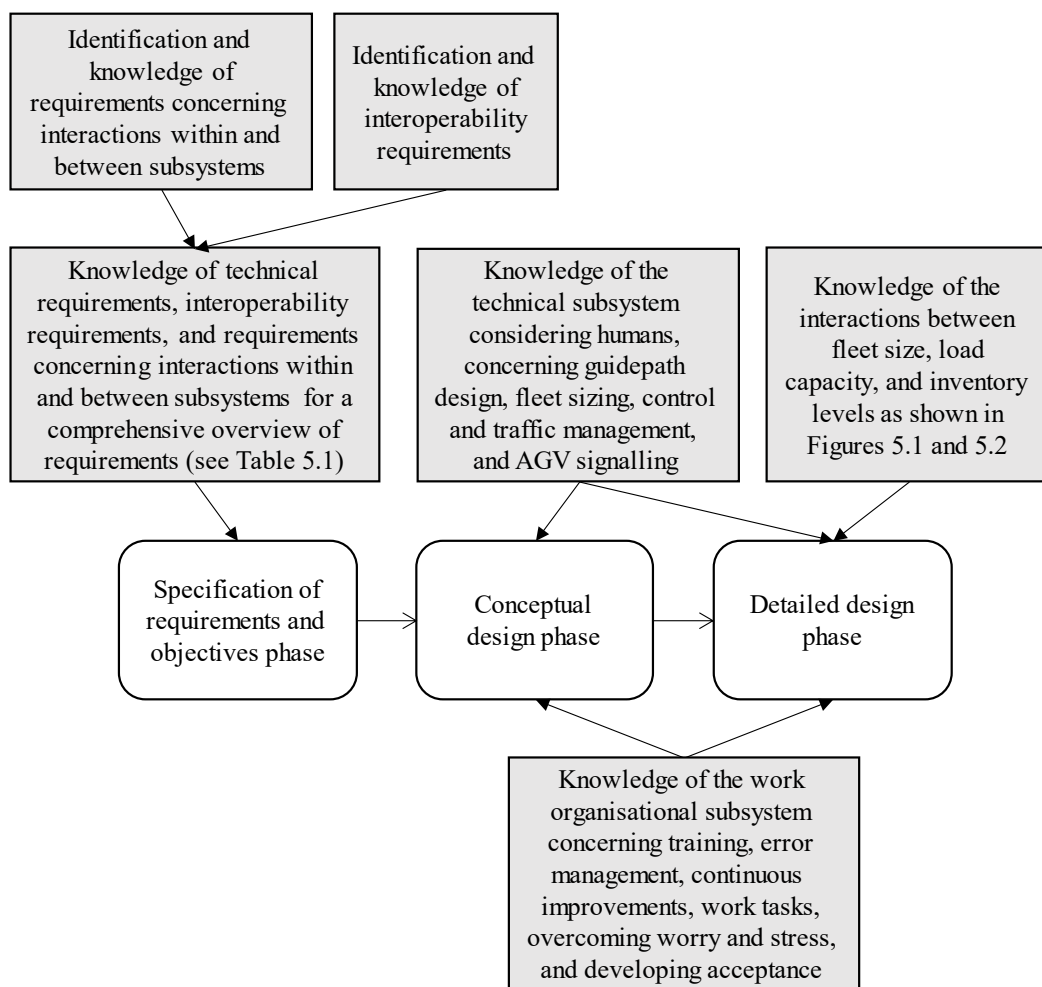 Identification and
knowledge of
requirements concerning
interactions within and
between subsystems
Identification and
knowledge of
interoperability
requirements
Knowledge of technical
requirements, interoperability
requirements, and requirements
concerning interactions within
and between subsystems for a
comprehensive overview of
requirements (see Table 5.1)
Knowledge of the
technical subsystem
considering humans,
concerning guidepath
design, fleet sizing, control
and traffic management,
and AGV signalling
Knowledge of the
interactions between
fleet size, load
capacity, and inventory
levels as shown in
Figures 5.1 and 5.2
Specification of
requirements and
objectives phase
Conceptual
design phase
Detailed design
phase
Knowledge of the work
organisational subsystem
concerning training, error
management, continuous
improvements, work tasks,
overcoming worry and stress,
and developing acceptance